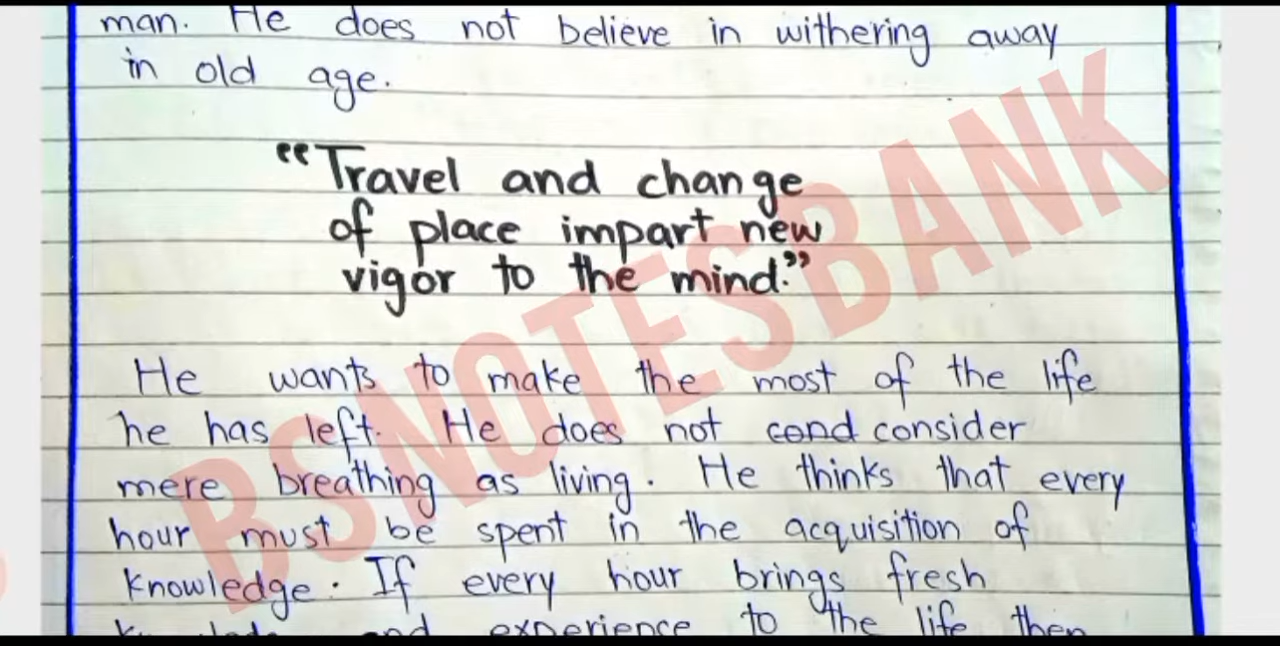 man. He does not believe in withering away
in old age.
“Travel and change
of place impart new
vigor to the mind.”
He wants to make the most of the life
he has left. He does not cond consider
mere breathing as living. He thinks that every
hour must be spent in the acquisition of
knowledge. If every hour brings fresh
and experience to the life then
BSNOTESBANK